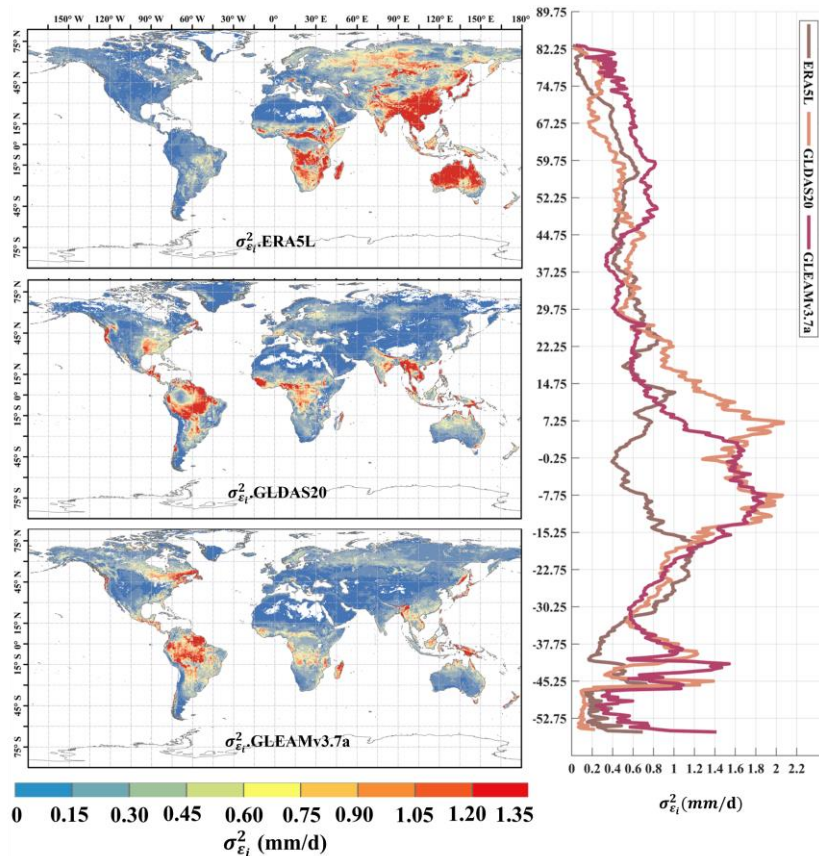 150° W 120° W 90° W 60° W 30° W 0° 30° E 60° E 90° E 120° E 150° E 180°
75° N
45° N
15° N
0°
15° S
45° S
75° S
σ²εi.ERA5L
75° N
45° N
15° N
0°
15° S
45° S
75° S
σ²εi.GLDAS20
75° N
45° N
15° N
0°
15° S
45° S
75° S
σ²εi.GLEAMv3.7a
0 0.15 0.30 0.45 0.60 0.75 0.90 1.05 1.20 1.35
σ²εi (mm/d)
89.75
82.25
74.75
67.25
59.75
52.25
44.75
37.25
29.75
22.25
14.75
7.25
-0.25
-7.75
-15.25
-22.75
-30.25
-37.75
-45.25
-52.75
0 0.2 0.4 0.6 0.8 1 1.2 1.4 1.6 1.8 2 2.2
σ²εi(mm/d)
ERA5L
GLDAS20
GLEAMv3.7a